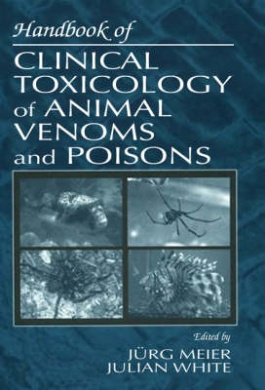 Handbook of
CLINICAL
TOXICOLOGY
of ANIMAL
VENOMS
and POISONS
Edited by
JÜRG MEIER
JULIAN WHITE